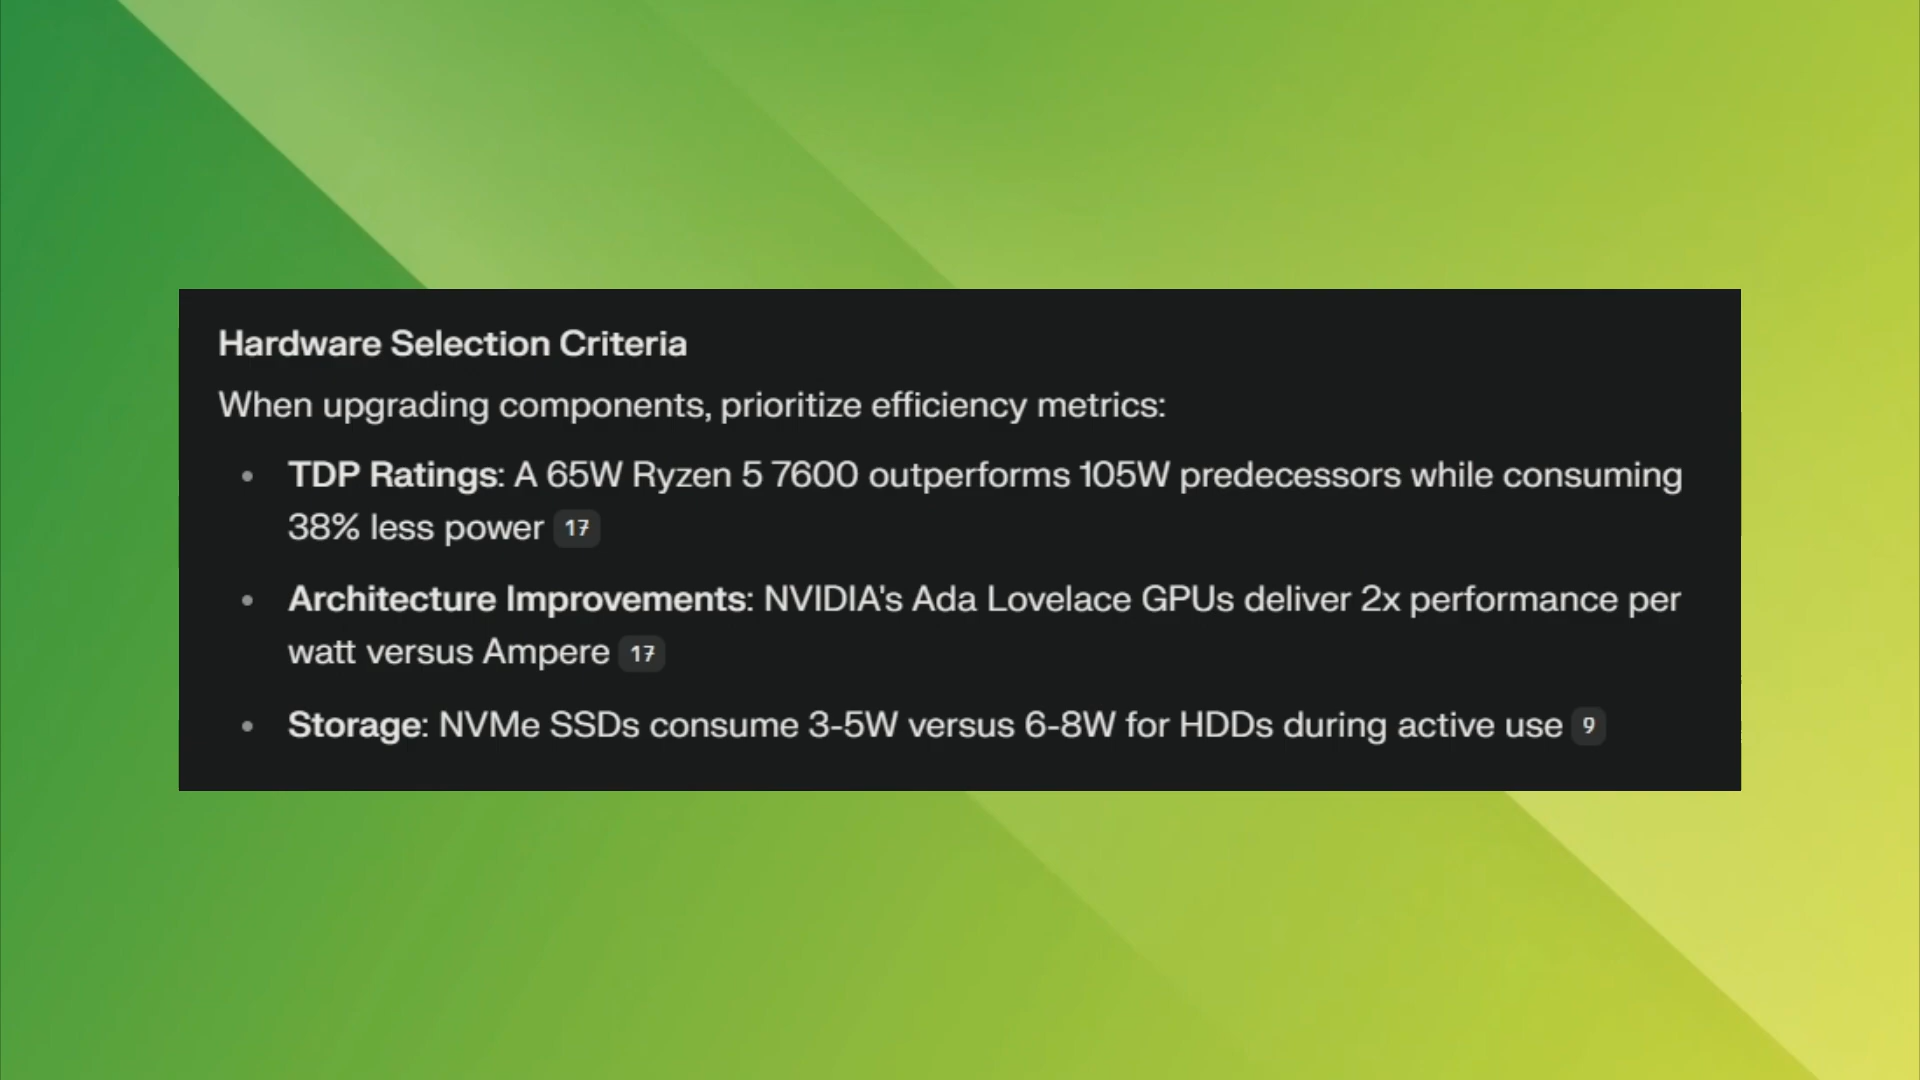 Hardware Selection Criteria
When upgrading components, prioritize efficiency metrics:
• TDP Ratings: A 65W Ryzen 5 7600 outperforms 105W predecessors while consuming
38% less power 17
• Architecture Improvements: NVIDIA's Ada Lovelace GPUs deliver 2x performance per
watt versus Ampere 17
• Storage: NVMe SSDs consume 3-5W versus 6-8W for HDDs during active use 9